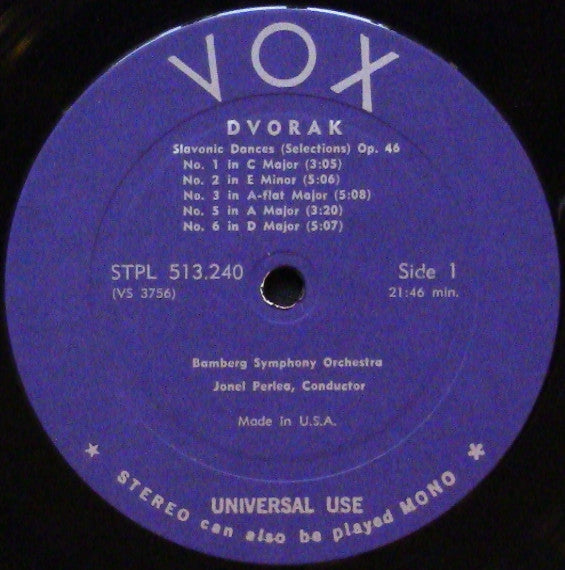 VOX
DVORAK
Slavonic Dances (Selections) Op. 46
No. 1 in C Major (3:05)
No. 2 in E Minor (5:06)
No. 3 in A-flat Major (5:08)
No. 5 in A Major (3:20)
No. 6 in D Major (5:07)
STPL 513.240 Side 1
(VS 3756) 21:46 min.
Bamberg Symphony Orchestra
Jonel Perlea, Conductor
Made in U.S.A.
UNIVERSAL USE
STEREO can also be played MONO